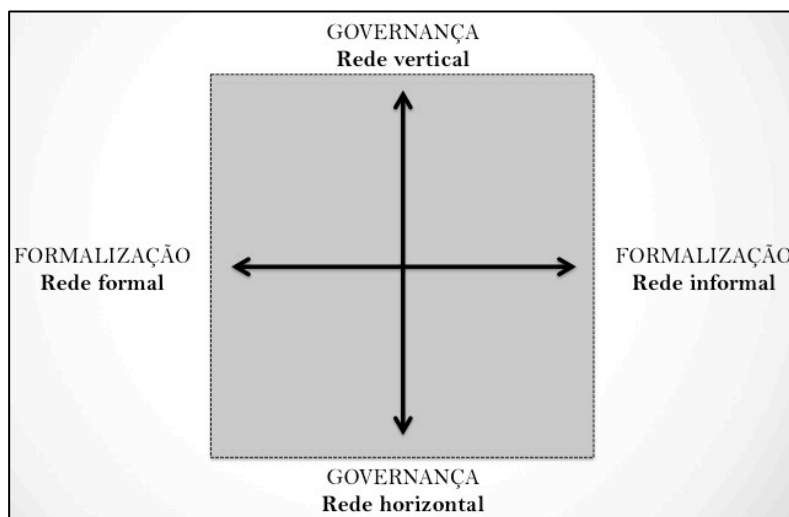 GOVERNANÇA
Rede vertical
FORMALIZAÇÃO
Rede formal
FORMALIZAÇÃO
Rede informal
GOVERNANÇA
Rede horizontal